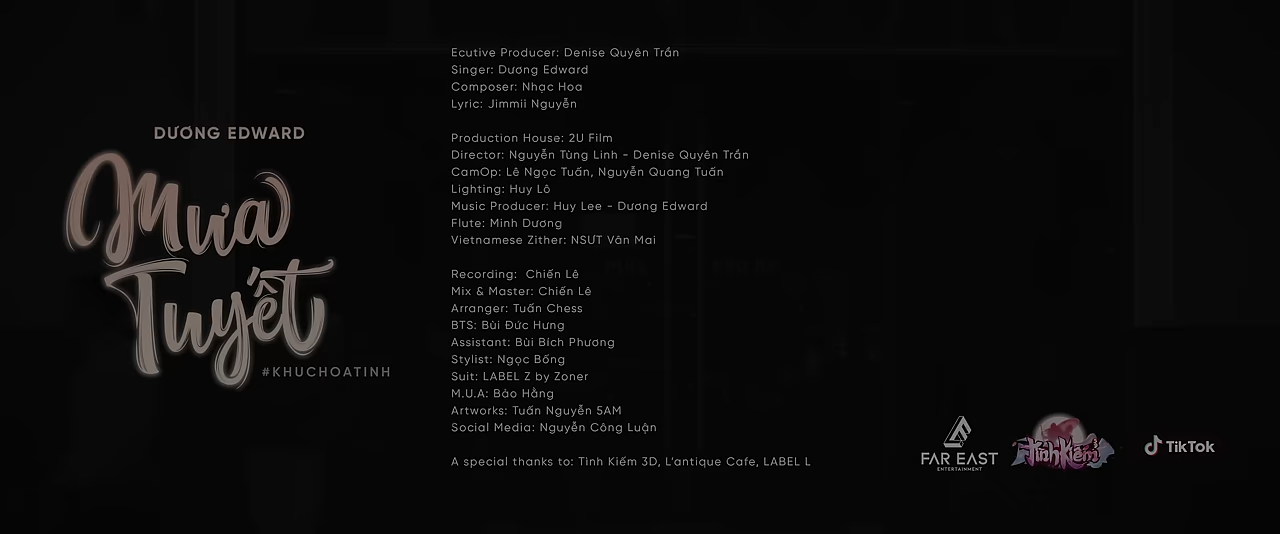 DƯƠNG EDWARD
Mưa
Tuyết
#KHUCHOATINH
Ecutive Producer: Denise Quyên Trần
Singer: Dương Edward
Composer: Nhạc Hoa
Lyric: Jimmii Nguyễn
Production House: 2U Film
Director: Nguyễn Tùng Linh - Denise Quyên Trần
CamOp: Lê Ngọc Tuấn, Nguyễn Quang Tuấn
Lighting: Huy Lô
Music Producer: Huy Lee - Dương Edward
Flute: Minh Dương
Vietnamese Zither: NSƯT Vân Mai
Recording:  Chiến Lê
Mix & Master: Chiến Lê
Arranger: Tuấn Chess
BTS: Bùi Đức Hưng
Assistant: Bùi Bích Phương
Stylist: Ngọc Bống
Suit: LABEL Z by Zoner
M.U.A: Bảo Hằng
Artworks: Tuấn Nguyễn 5AM
Social Media: Nguyễn Công Luận
A special thanks to: Tình Kiếm 3D, L'antique Cafe, LABEL L
FAR EAST
ENTERTAINMENT
Tình Kiếm
TikTok